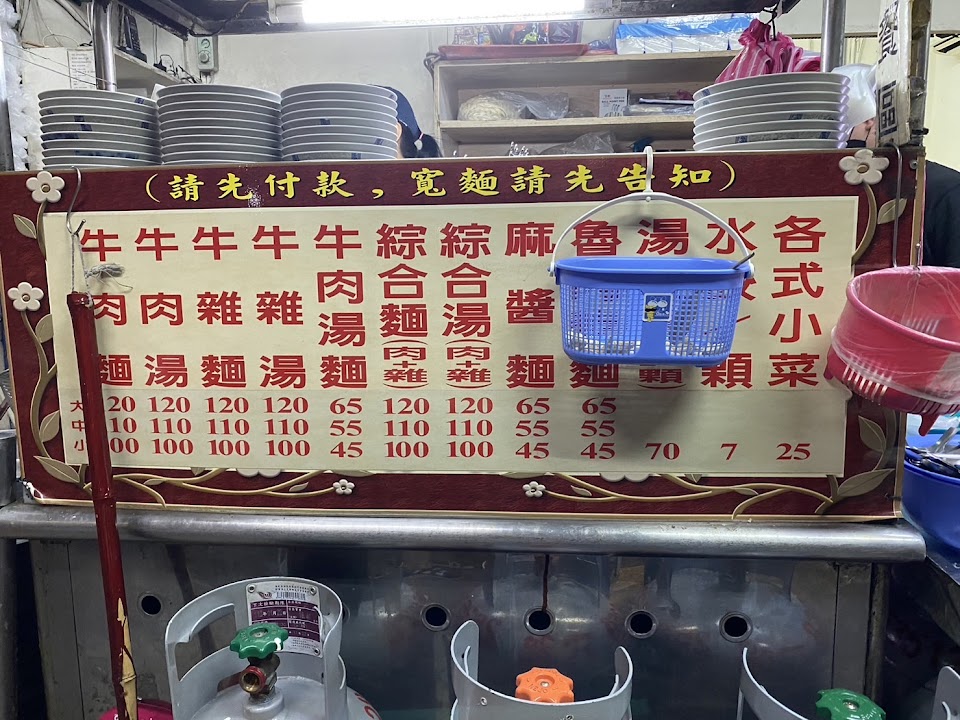 (請先付款,寬麵請先告知)
牛肉麵
牛肉湯
牛雜麵
牛雜湯
牛肉湯麵
綜合麵(肉+雜)
綜合湯(肉+雜)
麻醬麵
魯麵
湯顆)
水顆
各式小菜
大 120 120 120 120 65 120 120 65 65
中 110 110 110 110 55 110 110 55 55
小 100 100 100 100 45 100 100 45 45 70 7 25